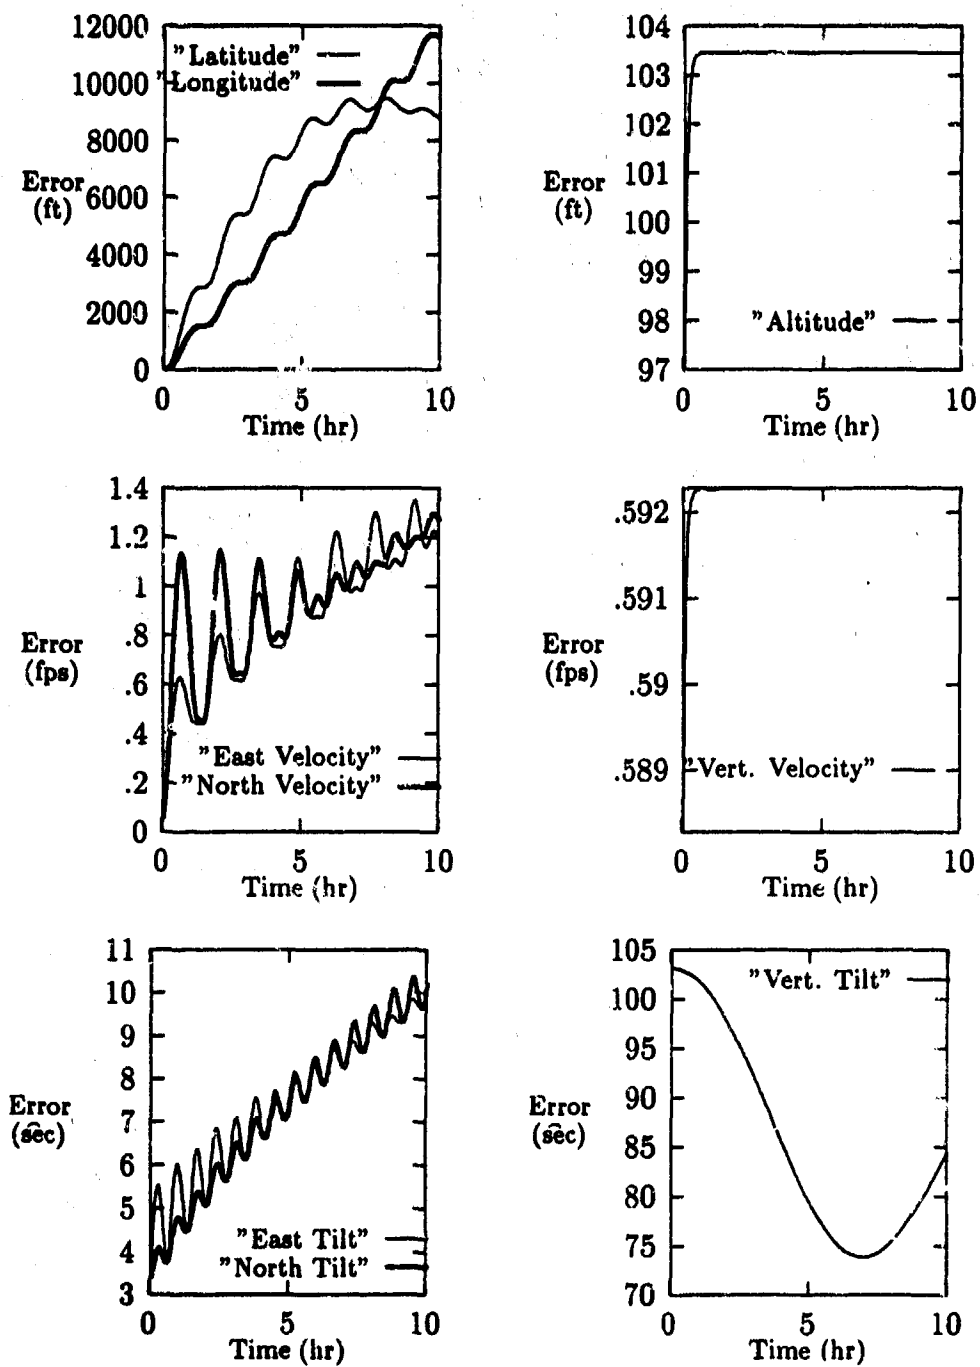 12000
10000
8000
6000
4000
2000
0
Error
(ft)
"Latitude"
"Longitude"
0 5 10
Time (hr)
104
103
102
101
100
99
98
97
Error
(ft)
"Altitude"
0 5 10
Time (hr)
1.4
1.2
1
.8
.6
.4
.2
0
Error
(fps)
"East Velocity"
"North Velocity"
0 5 10
Time (hr)
.592
.591
.59
.589
Error
(fps)
"Vert. Velocity"
0 5 10
Time (hr)
11
10
9
8
7
6
5
4
3
Error
(sec)
"East Tilt"
"North Tilt"
0 5 10
Time (hr)
105
100
95
90
85
80
75
70
Error
(sec)
"Vert. Tilt"
0 5 10
Time (hr)